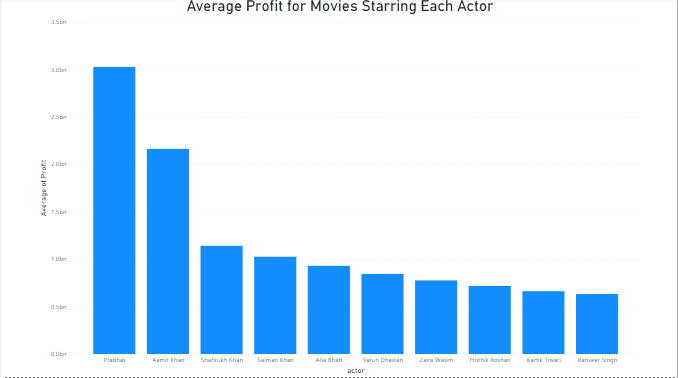 Average Profit for Movies Starring Each Actor
3.5bn
3.0bn
2.5bn
2.0bn
1.5bn
1.0bn
0.5bn
0.0bn
Average of Profit
Prabhas
Aamir Khan
Shahrukh Khan
Salman Khan
Alia Bhatt
Varun Dhawan
Zaira Wasim
Hrithik Roshan
Kartik Tiwari
Ranveer Singh
actor